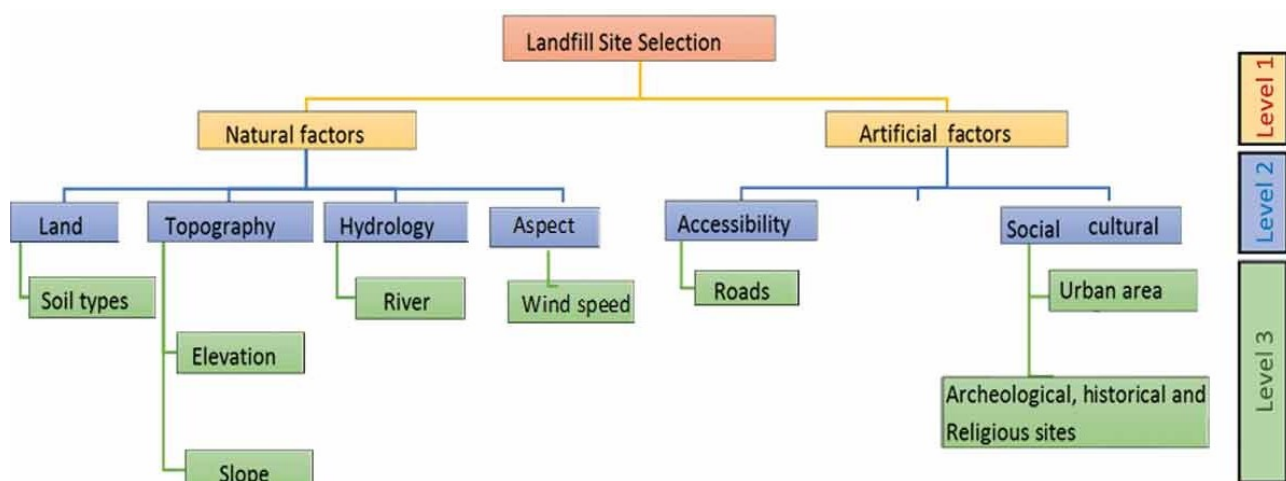 Landfill Site Selection
Level 1
Natural factors
Artificial factors
Level 2
Land
Topography
Hydrology
Aspect
Accessibility
Social cultural
Level 3
Soil types
River
Wind speed
Roads
Urban area
Elevation
Archeological, historical and
Religious sites
Slope